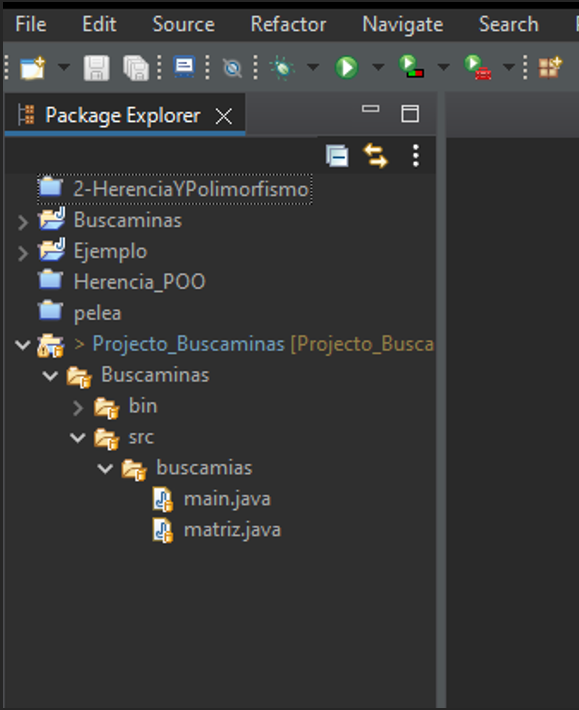 File Edit Source Refactor Navigate Search
Package Explorer
2-HerenciaYPolimorfismo
Buscaminas
Ejemplo
Herencia_POO
pelea
> Projecto_Buscaminas [Projecto_Busca
Buscaminas
bin
src
buscamias
main.java
matriz.java